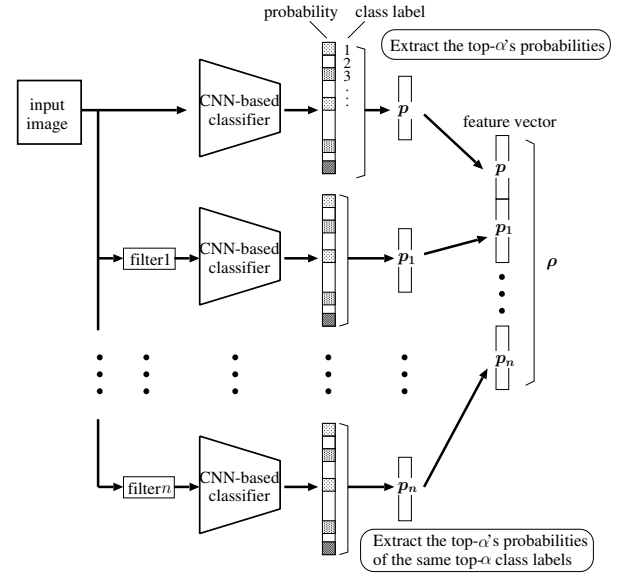 probability class label
Extract the top-α's probabilities
1
2
3
input
image
CNN-based
classifier
p
feature vector
p
filter1
CNN-based
classifier
p₁
p₁
ρ
pₙ
filter n
CNN-based
classifier
pₙ
Extract the top-α's probabilities
of the same top-α class labels